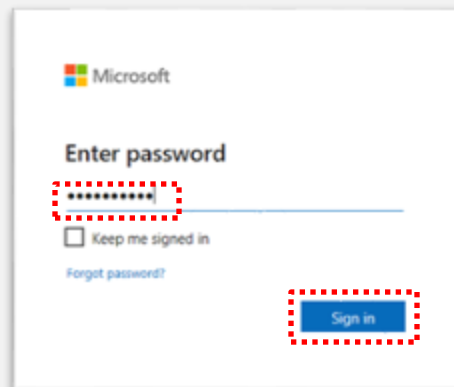 Microsoft
Enter password
••••••••••
Keep me signed in
Forgot password?
Sign in